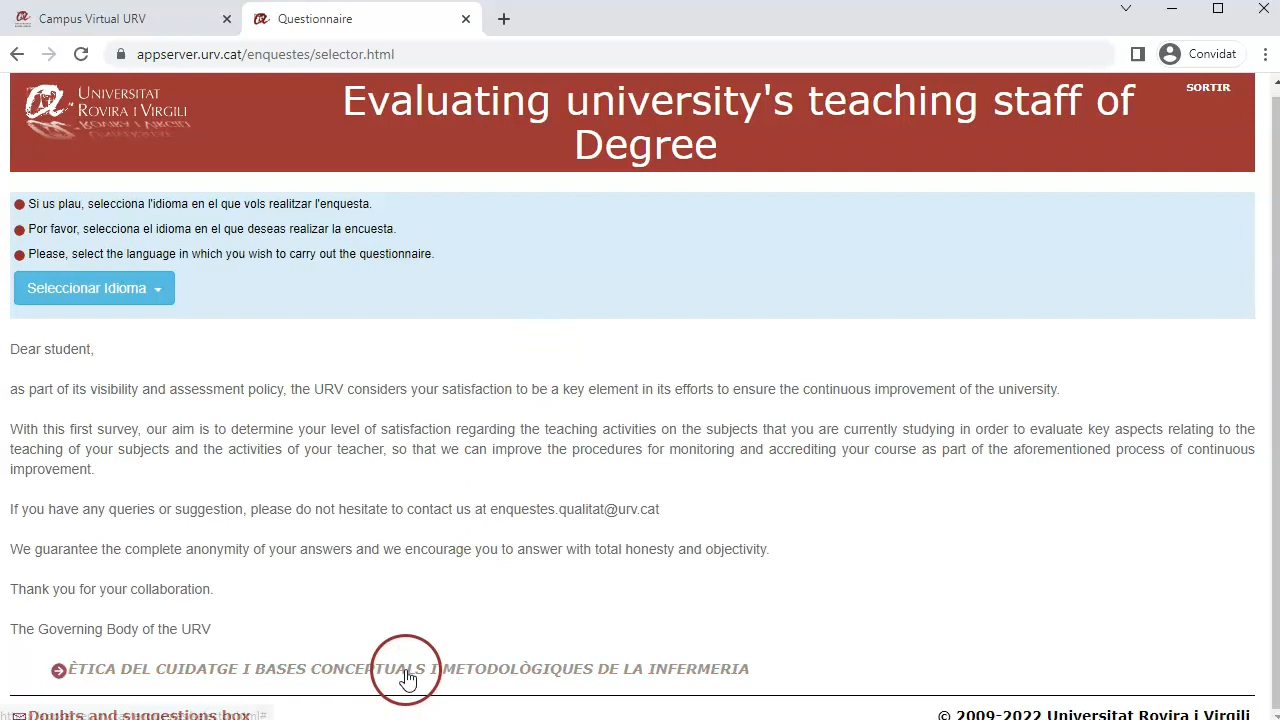 Campus Virtual URV
Questionnaire
appserver.urv.cat/enquestes/selector.html
Convidat
UNIVERSITAT
ROVIRA I VIRGILI
Evaluating university's teaching staff of
Degree
SORTIR
Si us plau, selecciona l'idioma en el que vols realitzar l'enquesta.
Por favor, selecciona el idioma en el que deseas realizar la encuesta.
Please, select the language in which you wish to carry out the questionnaire.
Seleccionar Idioma
Dear student,
as part of its visibility and assessment policy, the URV considers your satisfaction to be a key element in its efforts to ensure the continuous improvement of the university.
With this first survey, our aim is to determine your level of satisfaction regarding the teaching activities on the subjects that you are currently studying in order to evaluate key aspects relating to the
teaching of your subjects and the activities of your teacher, so that we can improve the procedures for monitoring and accrediting your course as part of the aforementioned process of continuous
improvement.
If you have any queries or suggestion, please do not hesitate to contact us at enquestes.qualitat@urv.cat
We guarantee the complete anonymity of your answers and we encourage you to answer with total honesty and objectivity.
Thank you for your collaboration.
The Governing Body of the URV
ÈTICA DEL CUIDATGE I BASES CONCEPTUALS I METODOLÒGIQUES DE LA INFERMERIA
Doubts and suggestions box
© 2009-2022 Universitat Rovira i Virgili